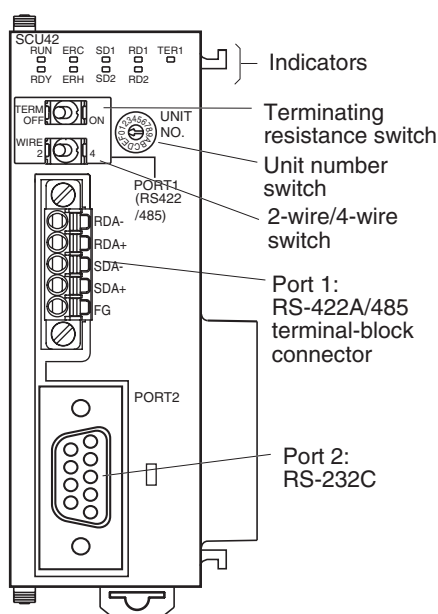 SCU42
RUN ERC SD1 RD1 TER1
RDY ERH SD2 RD2
Indicators
TERM
OFF ON
UNIT
NO.
0123456789ABCDEF
WIRE
2 4
Terminating
resistance switch
Unit number
switch
2-wire/4-wire
switch
PORT1
(RS422
/485)
RDA-
RDA+
SDA-
SDA+
FG
Port 1:
RS-422A/485
terminal-block
connector
PORT2
Port 2:
RS-232C